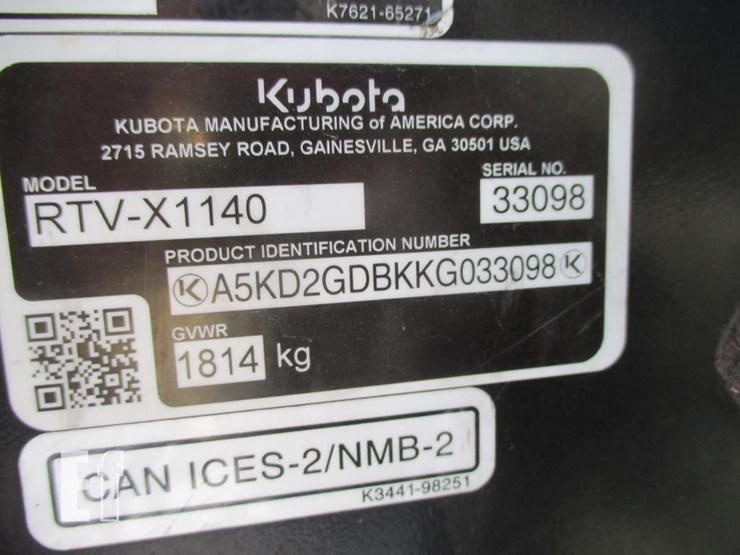 K7621-65271
Kubota
KUBOTA MANUFACTURING of AMERICA CORP.
2715 RAMSEY ROAD, GAINESVILLE, GA 30501 USA
MODEL
SERIAL NO.
RTV-X1140
33098
PRODUCT IDENTIFICATION NUMBER
A5KD2GDBKKG033098
GVWR
1814 kg
CAN ICES-2/NMB-2
K3441-98251